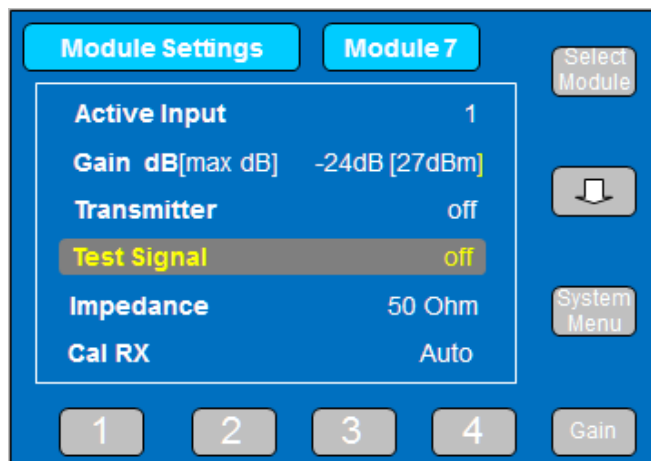 Module Settings
Module 7
Select
Module
Active Input 1
Gain dB[max dB] -24dB [27dBm]
Transmitter off
Test Signal off
Impedance 50 Ohm
System
Menu
Cal RX Auto
1 2 3 4 Gain